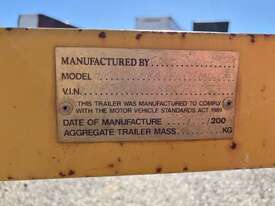 MANUFACTURED BY
MODEL
V.I.N.
THIS TRAILER WAS MANUFACTURED TO COMPLY
WITH THE MOTOR VEHICLE STANDARDS ACT 1989
DATE OF MANUFACTURE / /200
AGGREGATE TRAILER MASS KG